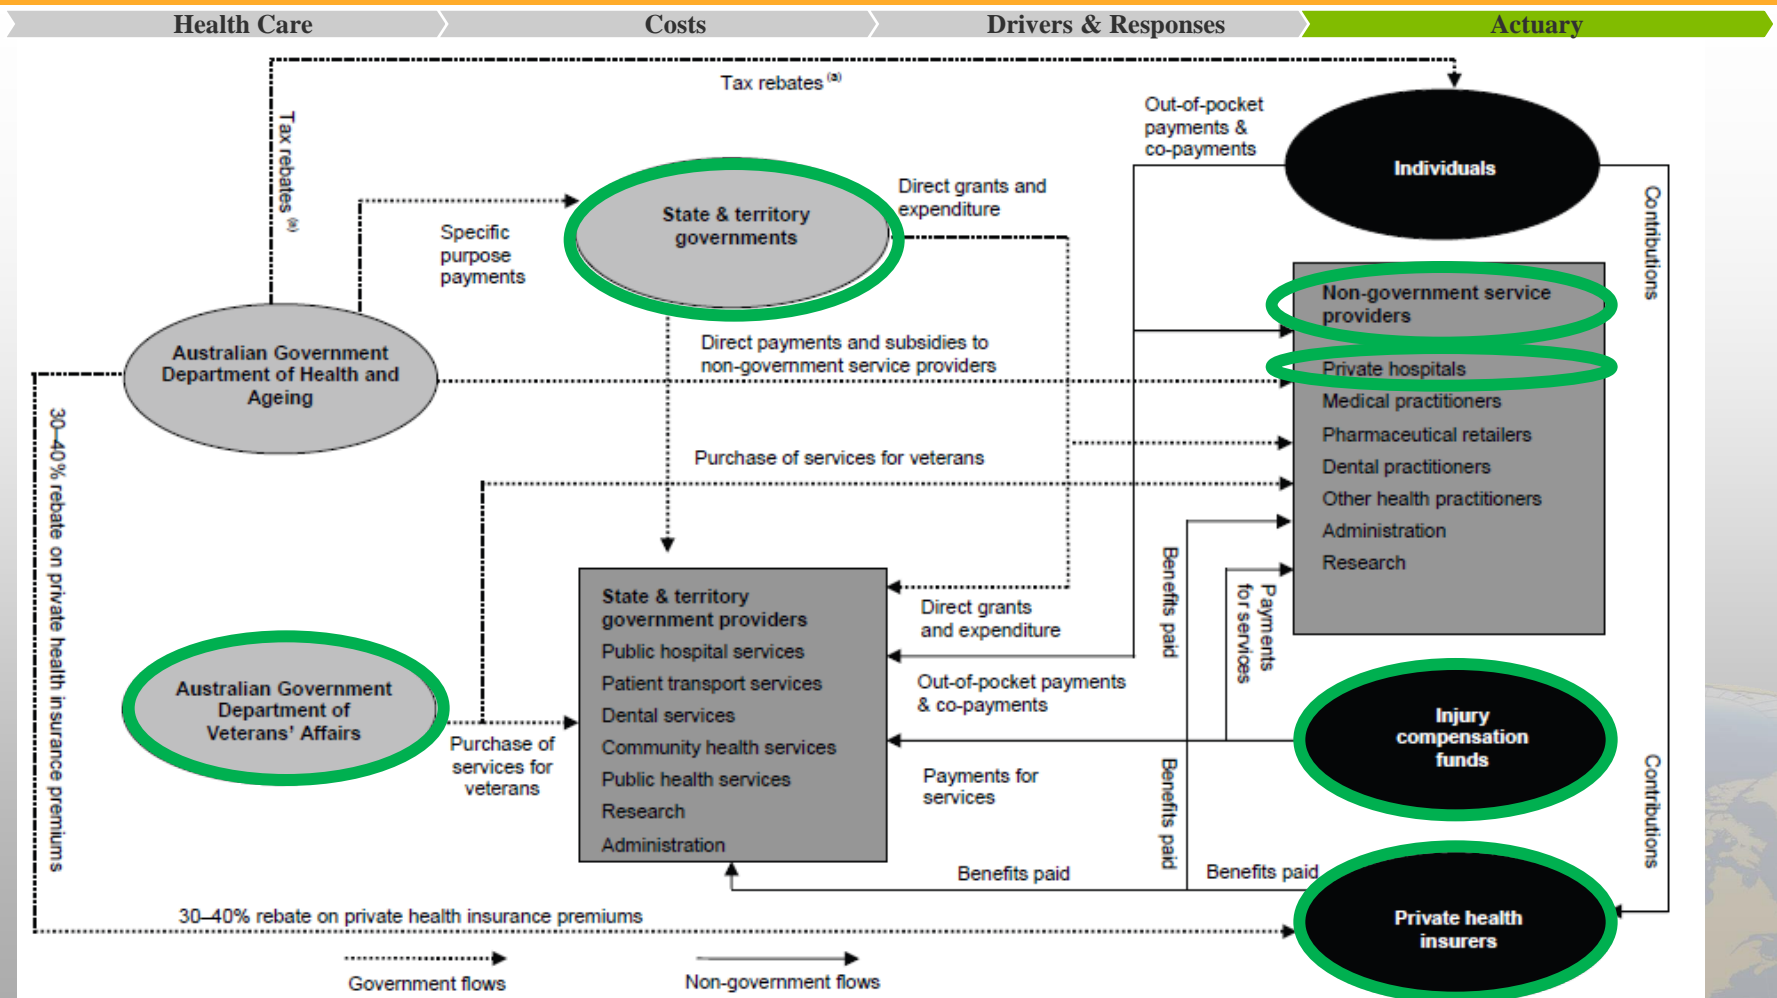 Health Care
Costs
Drivers & Responses
Actuary
Tax rebates (a)
Tax rebates (a)
Out-of-pocket
payments &
co-payments
Individuals
Contributions
State & territory
governments
Direct grants and
expenditure
Specific
purpose
payments
Non-government service
providers
Private hospitals
Medical practitioners
Pharmaceutical retailers
Dental practitioners
Other health practitioners
Administration
Research
Australian Government
Department of Health and
Ageing
Direct payments and subsidies to
non-government service providers
30–40% rebate on private health insurance premiums
Purchase of services for veterans
State & territory
government providers
Public hospital services
Patient transport services
Dental services
Community health services
Public health services
Research
Administration
Direct grants
and expenditure
Benefits paid
Payments
for services
Out-of-pocket payments
& co-payments
Australian Government
Department of
Veterans’ Affairs
Purchase of
services for
veterans
Injury
compensation
funds
Payments for
services
Benefits paid
Contributions
Benefits paid
Benefits paid
30–40% rebate on private health insurance premiums
Private health
insurers
Government flows
Non-government flows